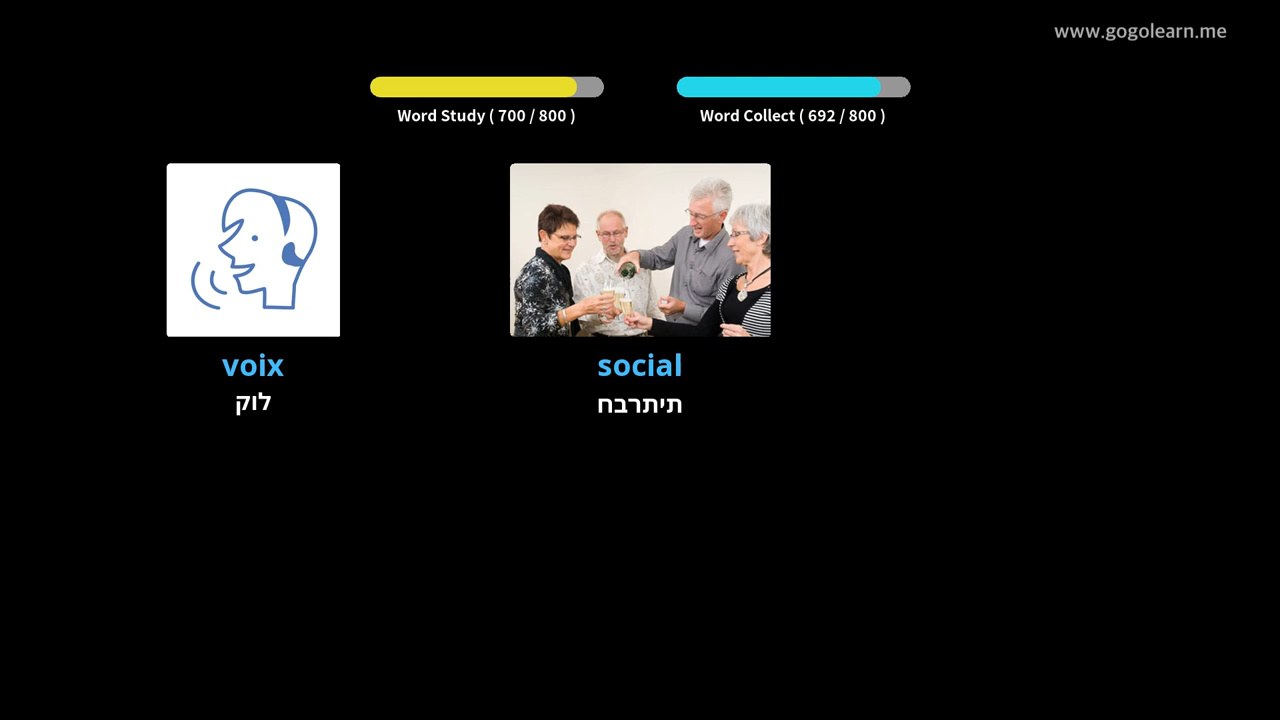 www.gogolearn.me
Word Study ( 700 / 800 )
Word Collect ( 692 / 800 )
voix
לוק
social
תיתרבח